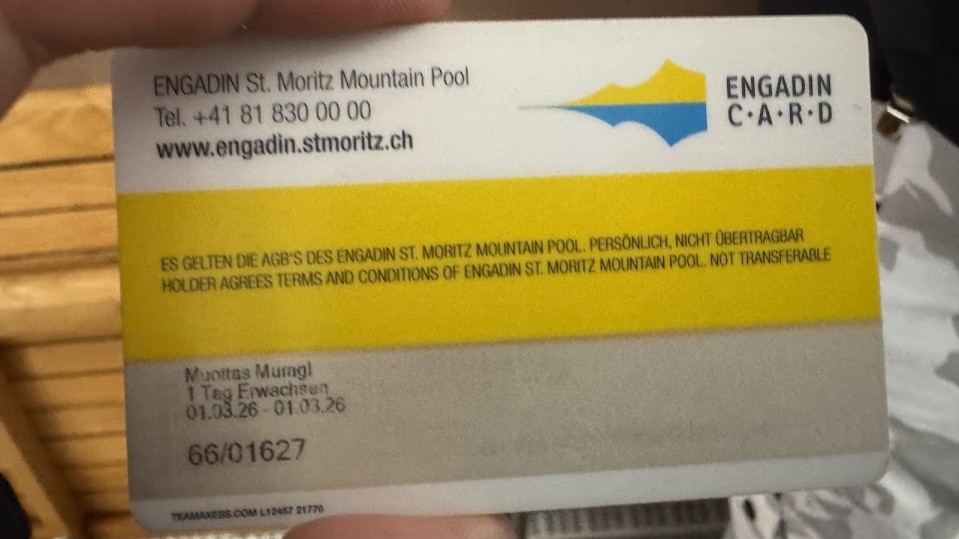 ENGADIN St. Moritz Mountain Pool
Tel. +41 81 830 00 00
www.engadin.stmoritz.ch
ENGADIN
C·A·R·D
ES GELTEN DIE AGB'S DES ENGADIN ST. MORITZ MOUNTAIN POOL. PERSÖNLICH, NICHT ÜBERTRAGBAR
HOLDER AGREES TERMS AND CONDITIONS OF ENGADIN ST. MORITZ MOUNTAIN POOL. NOT TRANSFERABLE
Muottas Muragl
1 Tag Erwachsen
01.03.26 - 01.03.26
66/01627
TEAMAXESS.COM L12457 21770